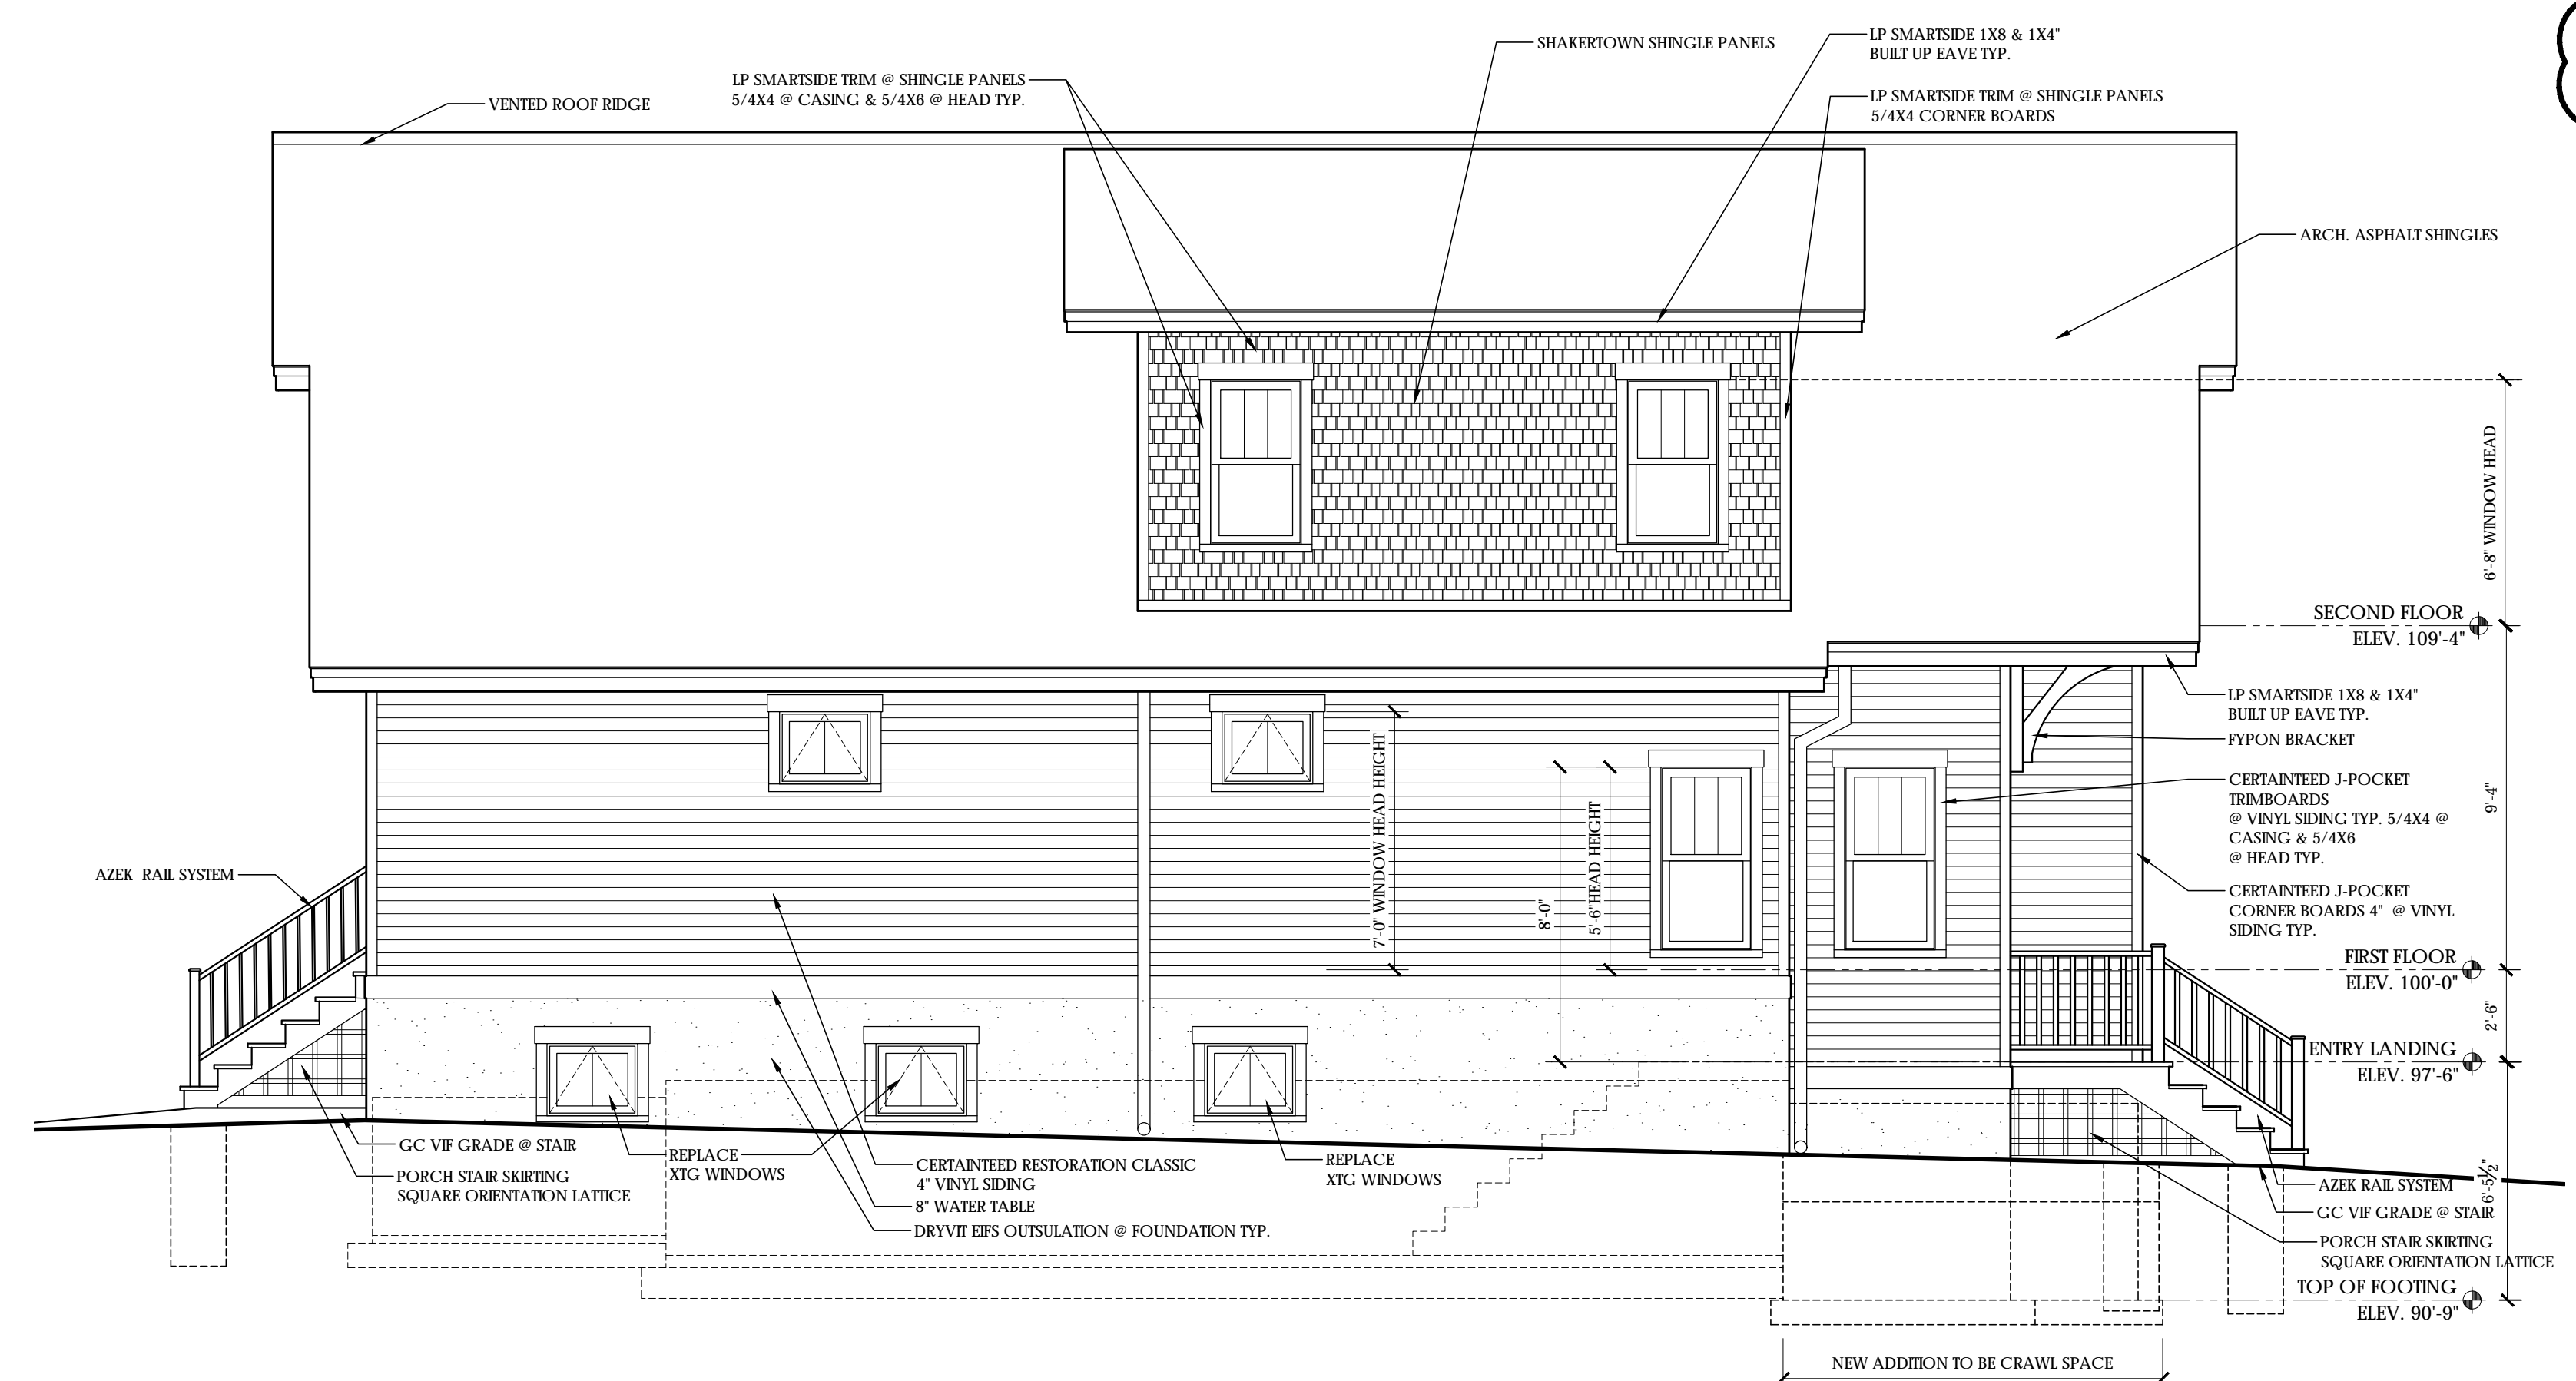 SHAKERTOWN SHINGLE PANELS
LP SMARTSIDE 1X8 & 1X4"
BUILT UP EAVE TYP.
LP SMARTSIDE TRIM @ SHINGLE PANELS
5/4X4 @ CASING & 5/4X6 @ HEAD TYP.
VENTED ROOF RIDGE
LP SMARTSIDE TRIM @ SHINGLE PANELS
5/4X4 CORNER BOARDS
ARCH. ASPHALT SHINGLES
6'-8" WINDOW HEAD
SECOND FLOOR
ELEV. 109'-4"
LP SMARTSIDE 1X8 & 1X4"
BUILT UP EAVE TYP.
FYPON BRACKET
CERTAINTEED J-POCKET
TRIMBOARDS
@ VINYL SIDING TYP. 5/4X4 @
CASING & 5/4X6
@ HEAD TYP.
9'-4"
7'-0" WINDOW HEAD HEIGHT
8'-0"
5'-6"HEAD HEIGHT
AZEK  RAIL SYSTEM
CERTAINTEED J-POCKET
CORNER BOARDS 4"  @ VINYL
SIDING TYP.
FIRST FLOOR
ELEV. 100'-0"
2'-6"
ENTRY LANDING
ELEV. 97'-6"
GC VIF GRADE @ STAIR
PORCH STAIR SKIRTING
SQUARE ORIENTATION LATTICE
REPLACE
XTG WINDOWS
CERTAINTEED RESTORATION CLASSIC
4" VINYL SIDING
8" WATER TABLE
DRYVIT EIFS OUTSULATION @ FOUNDATION TYP.
REPLACE
XTG WINDOWS
6'-5½"
AZEK RAIL SYSTEM
GC VIF GRADE @ STAIR
PORCH STAIR SKIRTING
SQUARE ORIENTATION LATTICE
TOP OF FOOTING
ELEV. 90'-9"
NEW ADDITION TO BE CRAWL SPACE